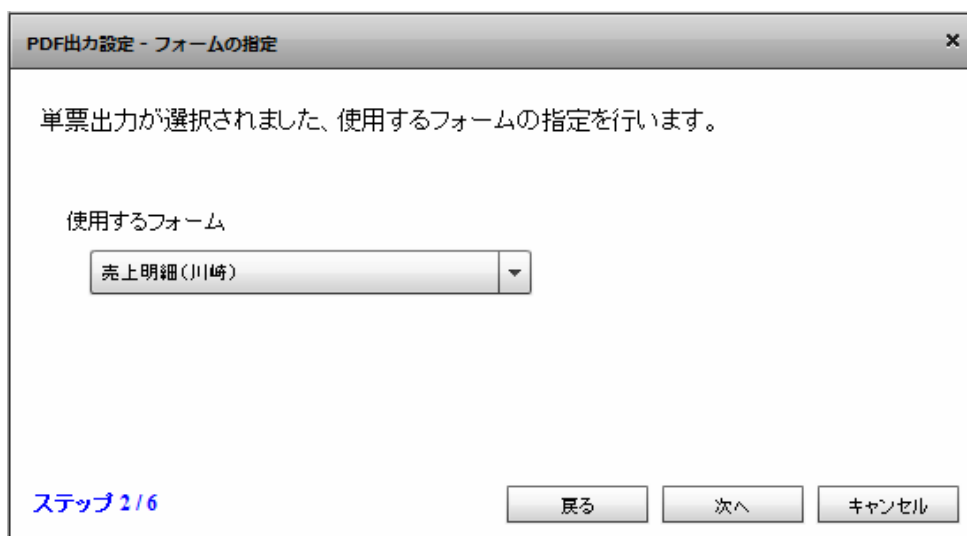 PDF出力設定 - フォームの指定
単票出力が選択されました、使用するフォームの指定を行います。
使用するフォーム
売上明細(川崎)
ステップ 2 / 6
戻る 次へ キャンセル